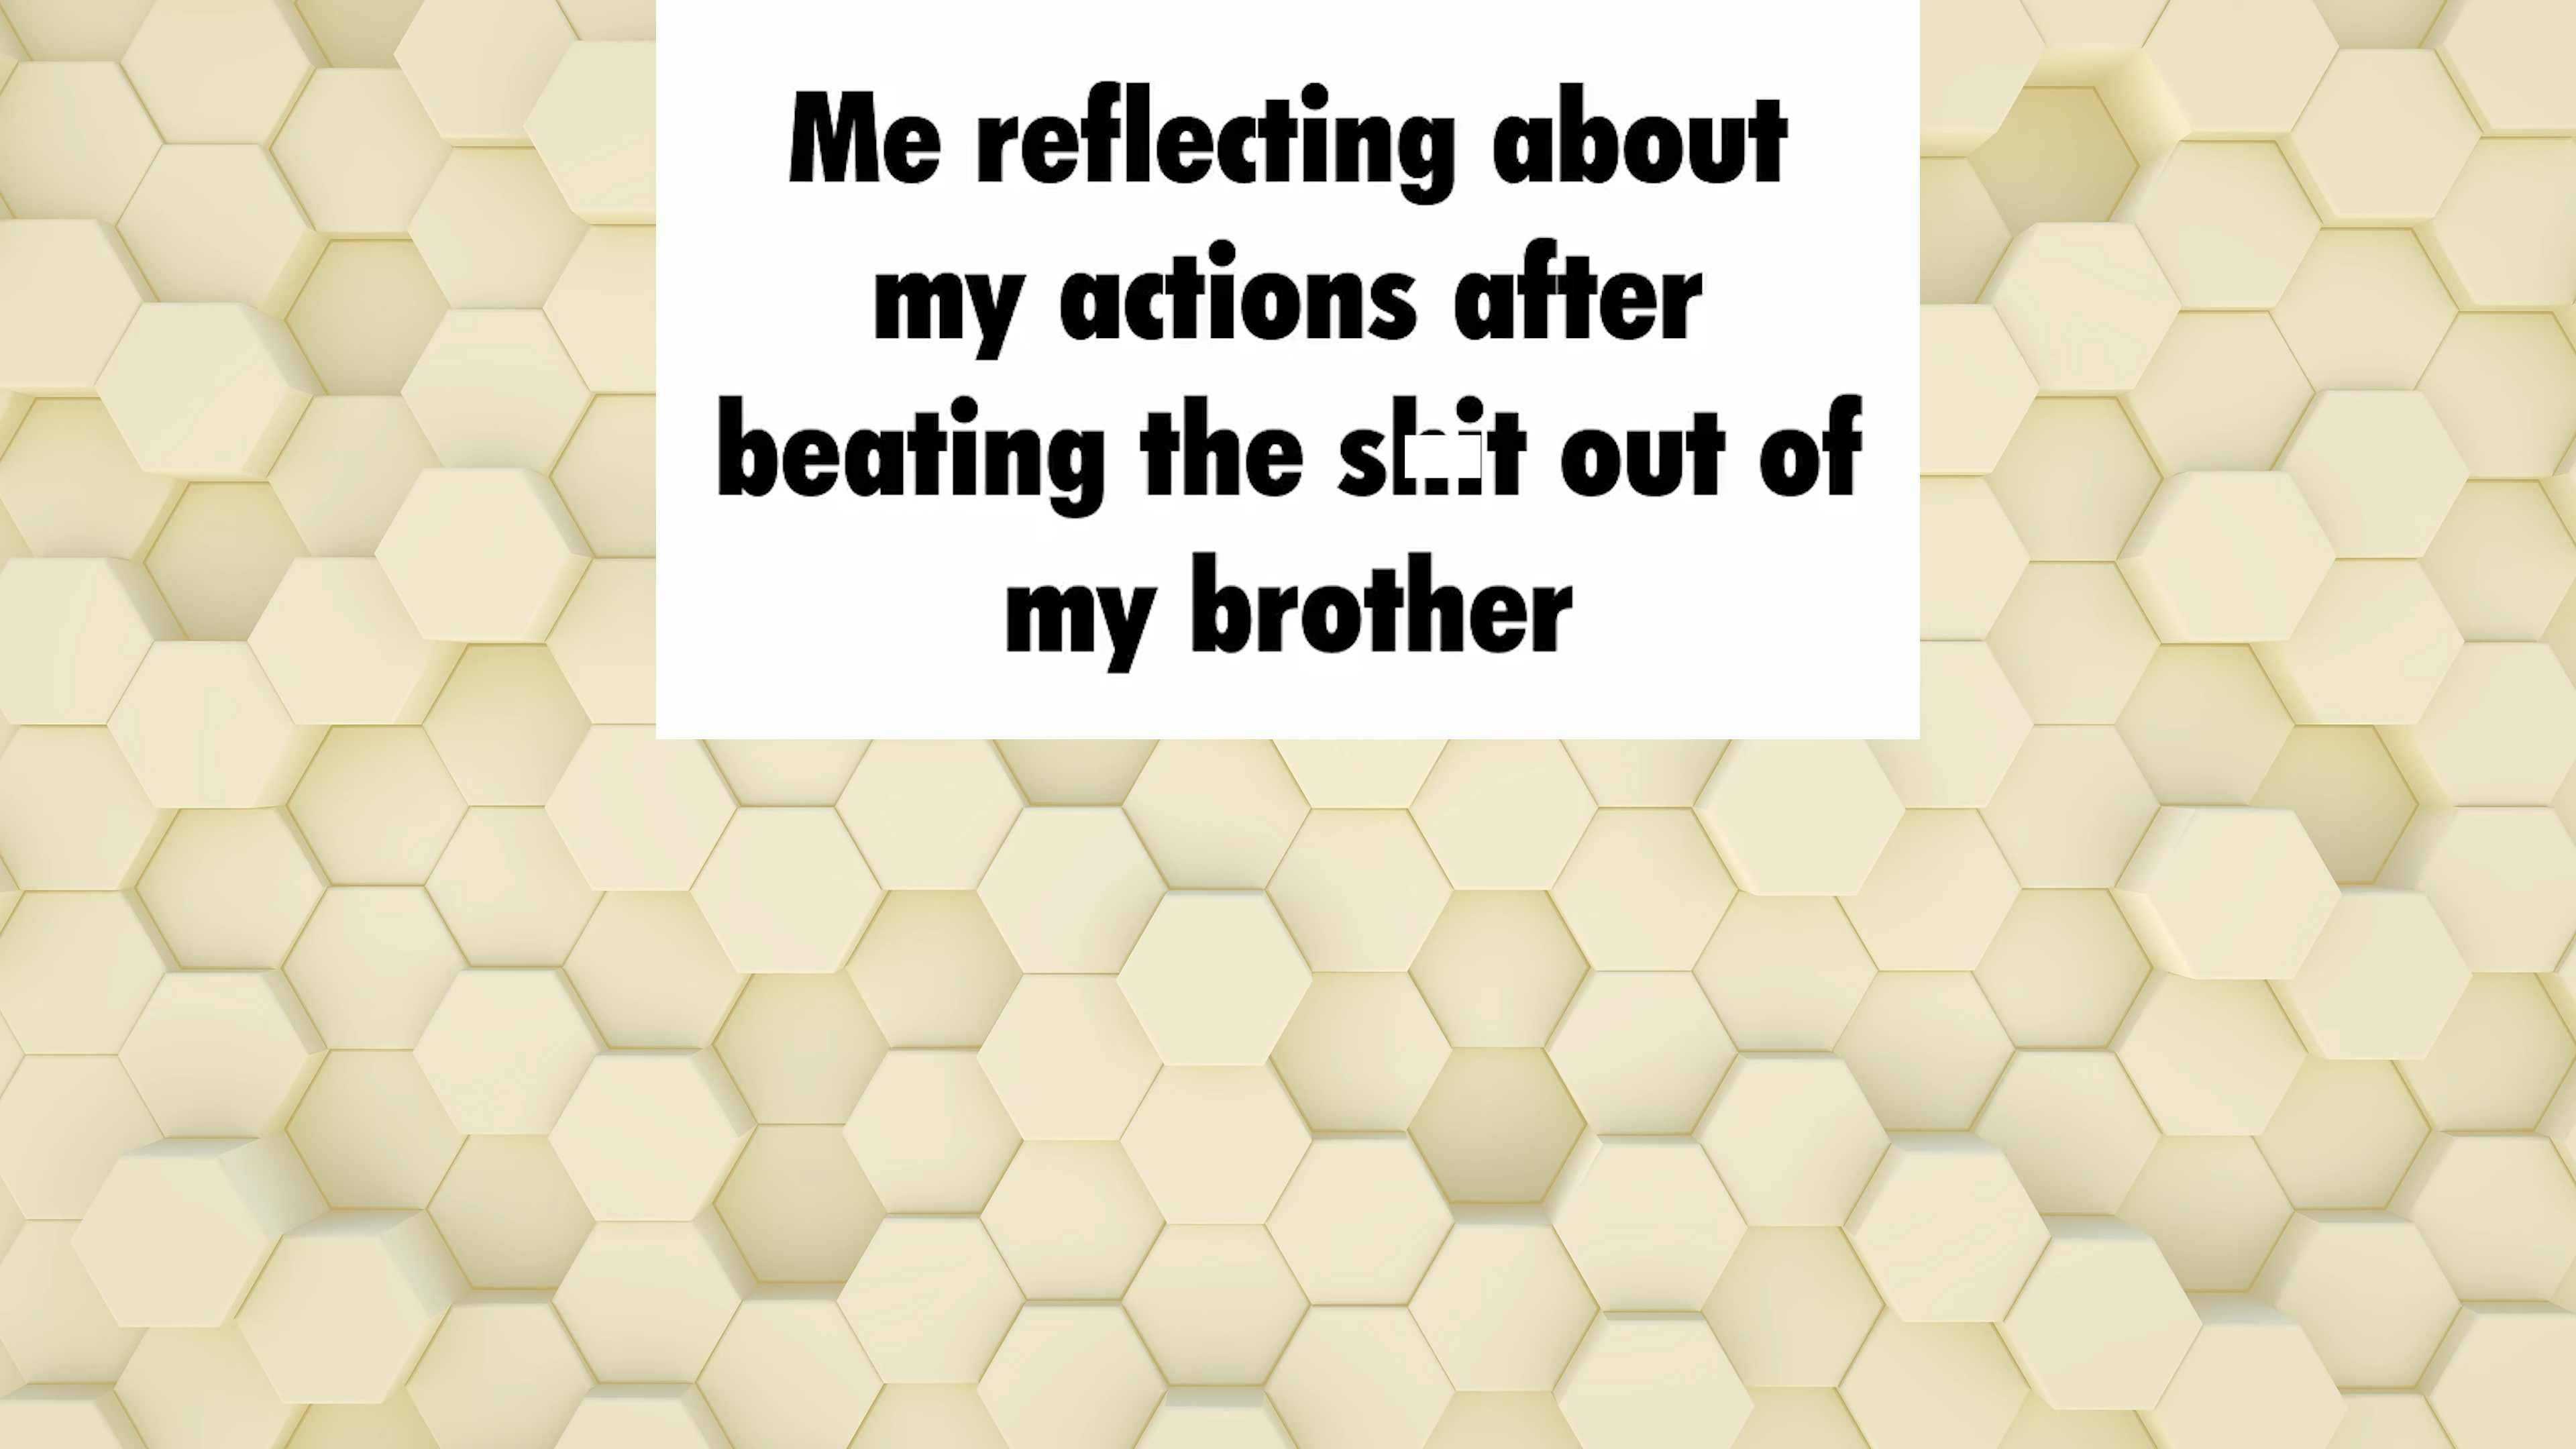 Me reflecting about
my actions after
beating the shit out of
my brother